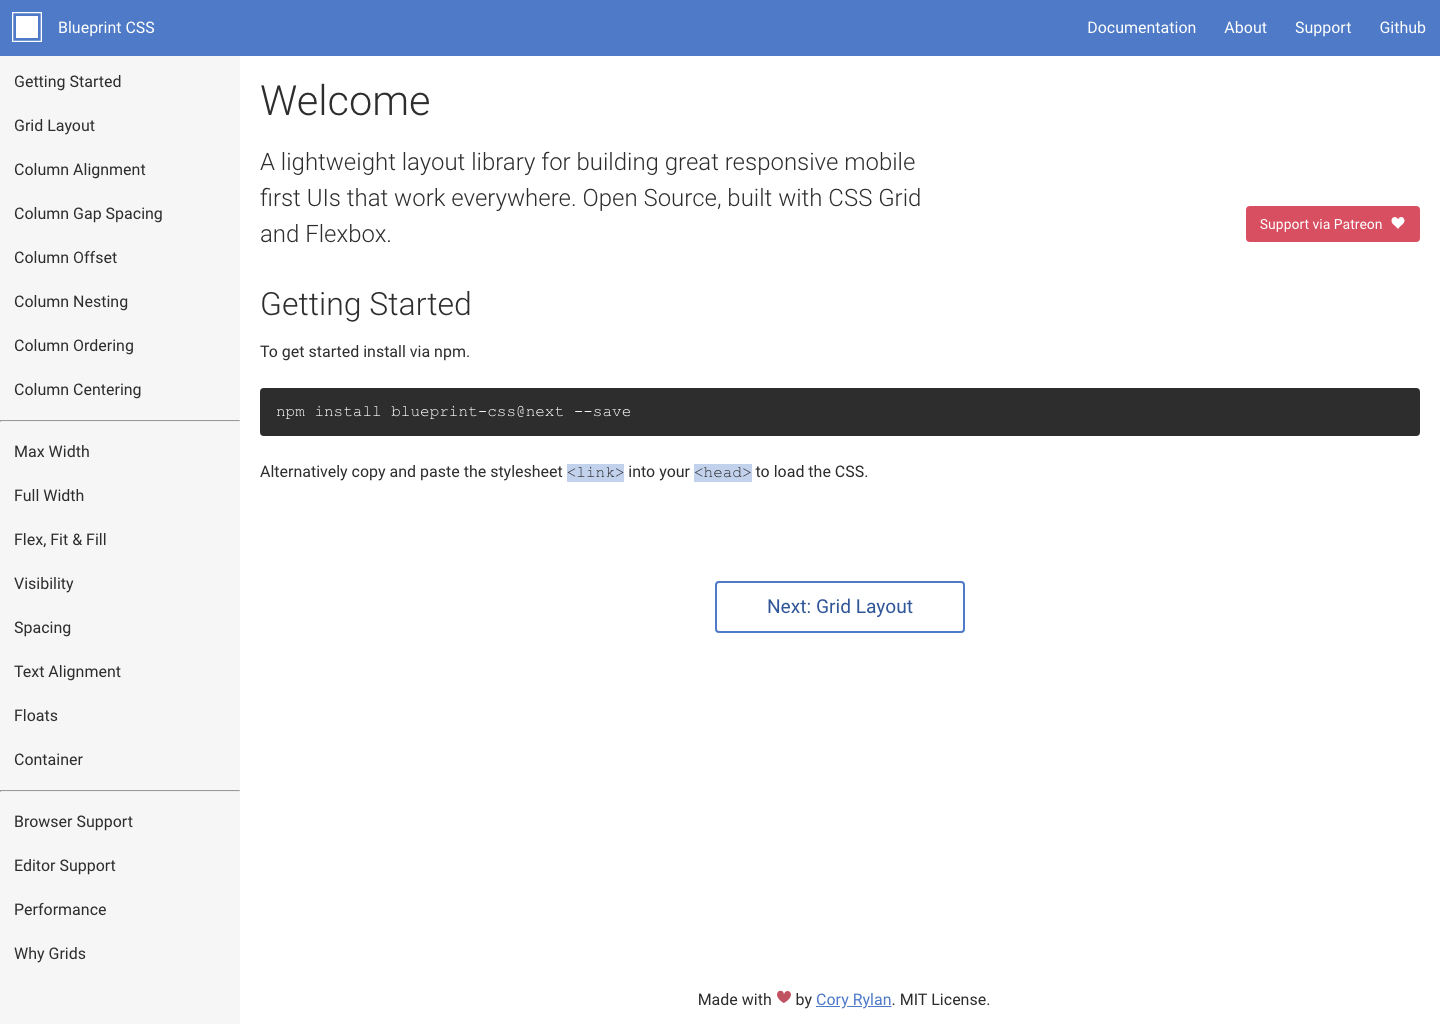 Blueprint CSS
Documentation
About
Support
Github
Getting Started
Grid Layout
Column Alignment
Column Gap Spacing
Column Offset
Column Nesting
Column Ordering
Column Centering
Max Width
Full Width
Flex, Fit & Fill
Visibility
Spacing
Text Alignment
Floats
Container
Browser Support
Editor Support
Performance
Why Grids
Welcome
A lightweight layout library for building great responsive mobile
first UIs that work everywhere. Open Source, built with CSS Grid
and Flexbox.
Support via Patreon
Getting Started
To get started install via npm.
npm install blueprint-css@next --save
Alternatively copy and paste the stylesheet <link> into your <head> to load the CSS.
Next: Grid Layout
Made with ♥ by Cory Rylan. MIT License.